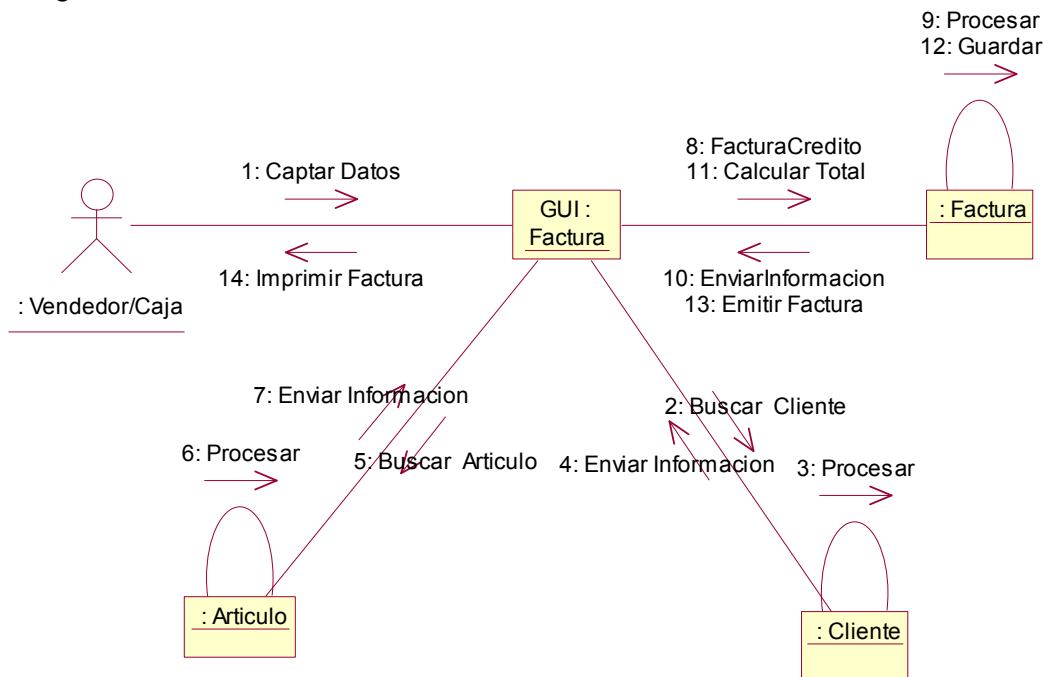 9: Procesar
12: Guardar
8: FacturaCredito
11: Calcular Total
1: Captar Datos
GUI :
Factura
: Factura
14: Imprimir Factura
10: EnviarInformacion
13: Emitir Factura
: Vendedor/Caja
7: Enviar Informacion
2: Buscar Cliente
6: Procesar
5: Buscar Articulo
4: Enviar Informacion
3: Procesar
: Articulo
: Cliente